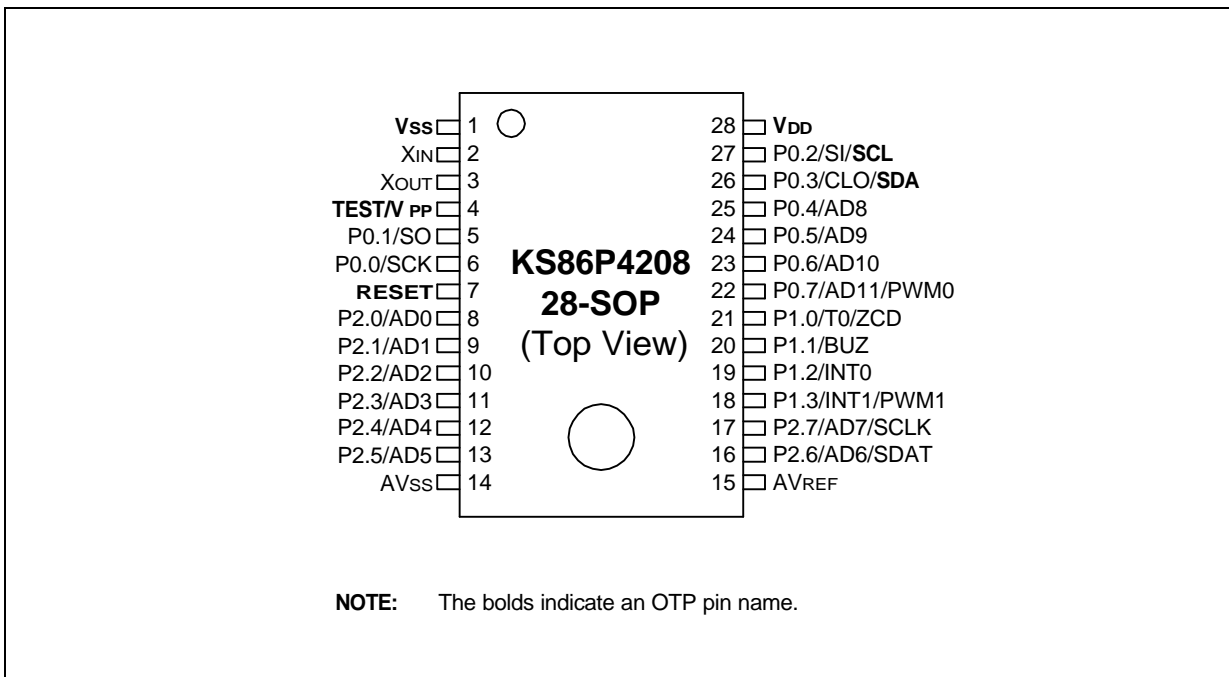 VSS 1 28 VDD
XIN 2 27 P0.2/SI/SCL
XOUT 3 26 P0.3/CLO/SDA
TEST/V PP 4 25 P0.4/AD8
P0.1/SO 5 24 P0.5/AD9
P0.0/SCK 6 23 P0.6/AD10
RESET 7 22 P0.7/AD11/PWM0
P2.0/AD0 8 21 P1.0/T0/ZCD
P2.1/AD1 9 20 P1.1/BUZ
P2.2/AD2 10 19 P1.2/INT0
P2.3/AD3 11 18 P1.3/INT1/PWM1
P2.4/AD4 12 17 P2.7/AD7/SCLK
P2.5/AD5 13 16 P2.6/AD6/SDAT
AVSS 14 15 AVREF
KS86P4208
28-SOP
(Top View)
NOTE: The bolds indicate an OTP pin name.